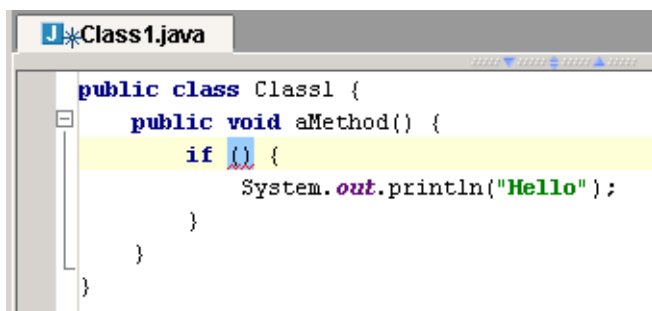 J Class1.java
public class Class1 {
    public void aMethod() {
        if () {
            System.out.println("Hello");
        }
    }
}